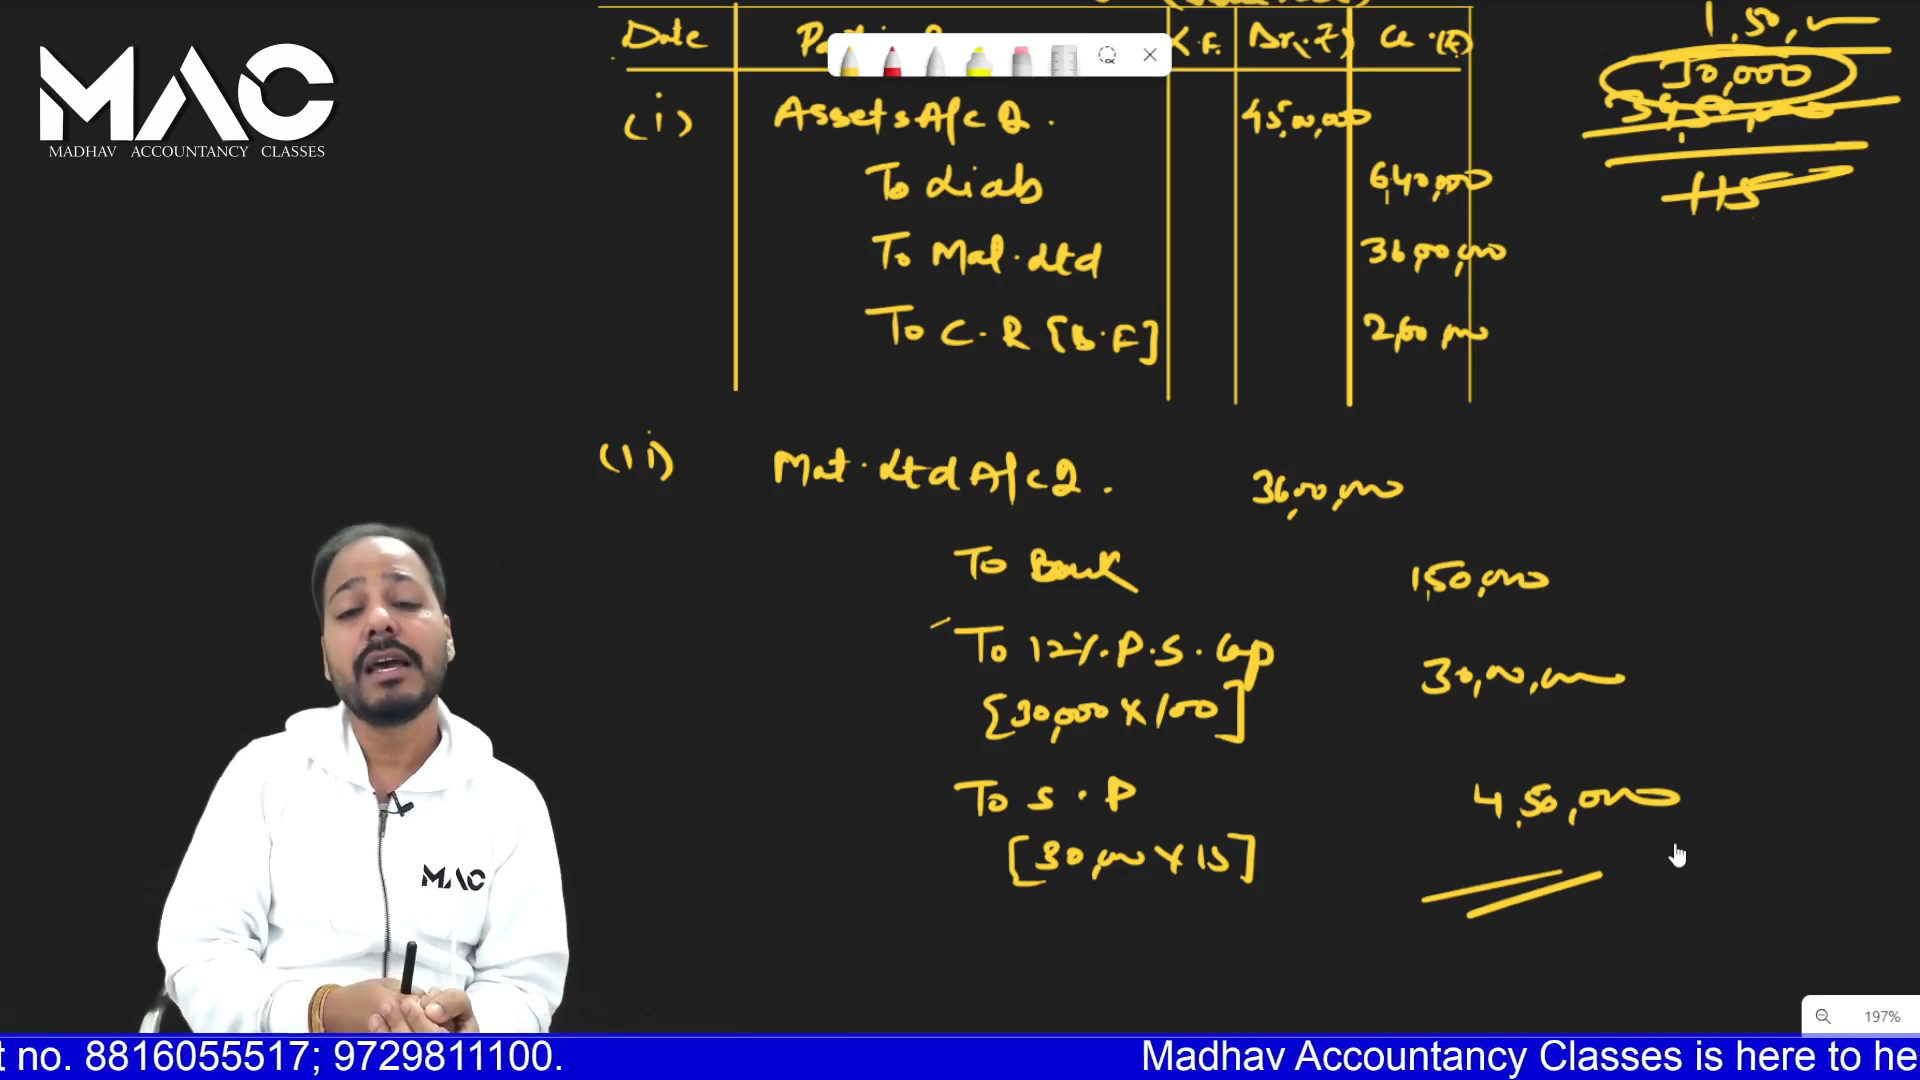 MAC
MADHAV ACCOUNTANCY CLASSES
1,50,
30,000
Date F. Dr.(₹) Cr.(₹)
(i) Assets A/c Dr. 45,00,000
To Liab 6,40,000
To Mal. Ltd 36,00,000
To C.R [B.F] 2,60,000
115
(ii) Mal. Ltd A/c Dr. 36,00,000
To Bank 1,50,000
To 12% P.S. Cap 30,00,000
[30,000 X 100]
To S.P 4,50,000
[30,000 X 15]
MAC
197%
t no. 8816055517; 9729811100. Madhav Accountancy Classes is here to he